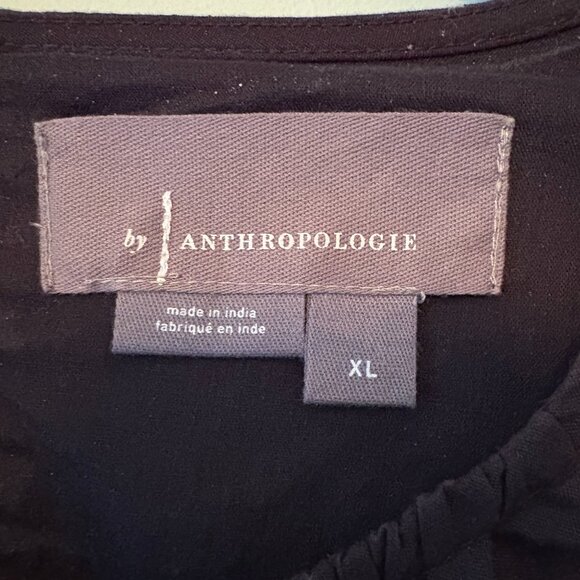 by ANTHROPOLOGIE
made in india
fabriqué en inde
XL